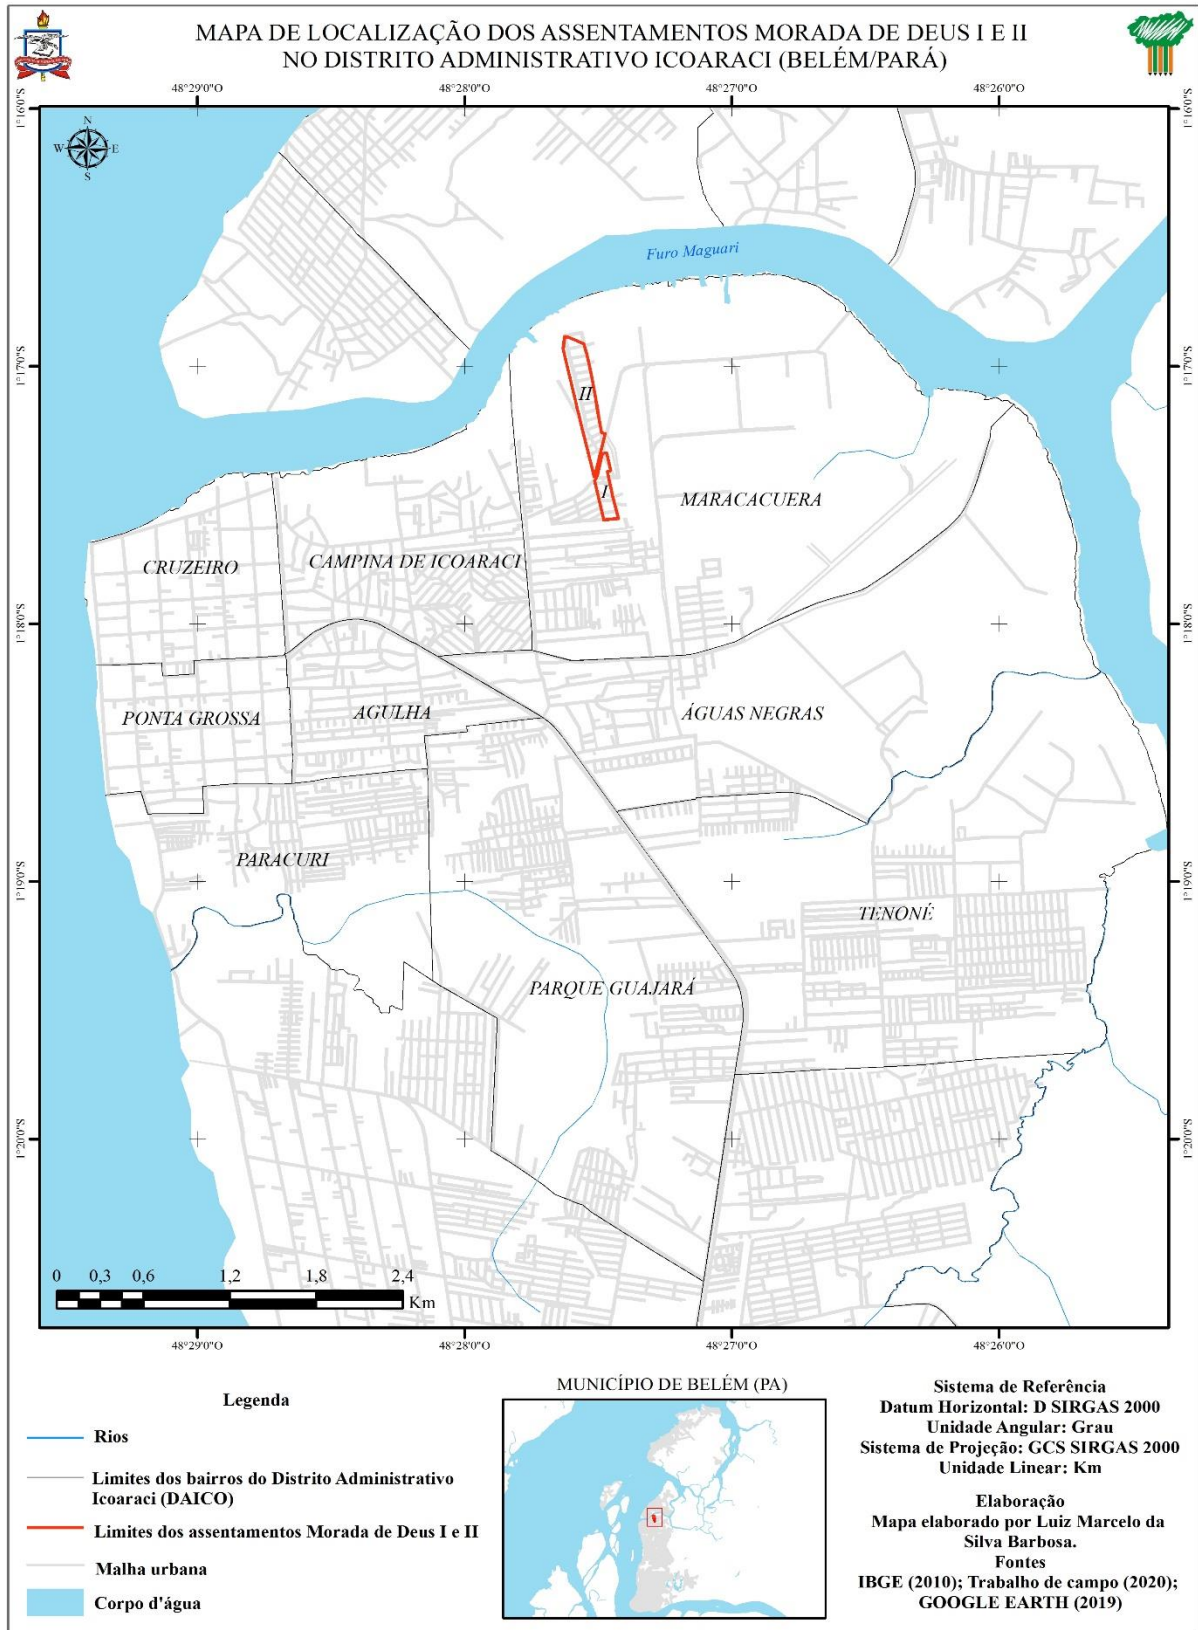 MAPA DE LOCALIZAÇÃO DOS ASSENTAMENTOS MORADA DE DEUS I E II
NO DISTRITO ADMINISTRATIVO ICOARACI (BELÉM/PARÁ)
48°29'0"O
48°28'0"O
48°27'0"O
48°26'0"O
1°16'0"S
1°16'0"S
N
W
E
S
Furo Maguari
1°17'0"S
1°17'0"S
II
I
MARACACUERA
CRUZEIRO
CAMPINA DE ICOARACI
1°18'0"S
1°18'0"S
PONTA GROSSA
AGULHA
ÁGUAS NEGRAS
PARACURI
1°19'0"S
1°19'0"S
TENONÉ
PARQUE GUAJARÁ
1°20'0"S
1°20'0"S
0 0,3 0,6 1,2 1,8 2,4
Km
48°29'0"O
48°28'0"O
48°27'0"O
48°26'0"O
Legenda
Rios
Limites dos bairros do Distrito Administrativo
Icoaraci (DAICO)
Limites dos assentamentos Morada de Deus I e II
Malha urbana
Corpo d'água
MUNICÍPIO DE BELÉM (PA)
Sistema de Referência
Datum Horizontal: D SIRGAS 2000
Unidade Angular: Grau
Sistema de Projeção: GCS SIRGAS 2000
Unidade Linear: Km
Elaboração
Mapa elaborado por Luiz Marcelo da
Silva Barbosa.
Fontes
IBGE (2010); Trabalho de campo (2020);
GOOGLE EARTH (2019)